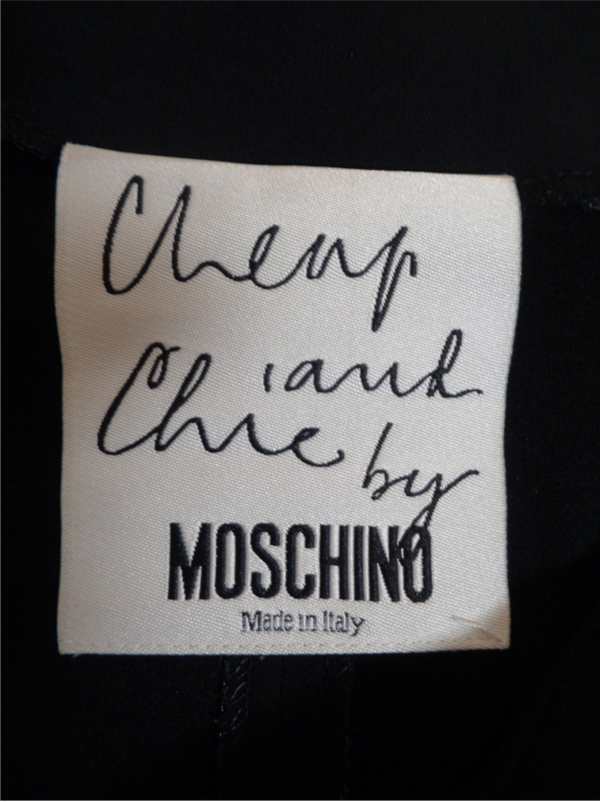 Cheap
and
Chic by
MOSCHINO
Made in Italy